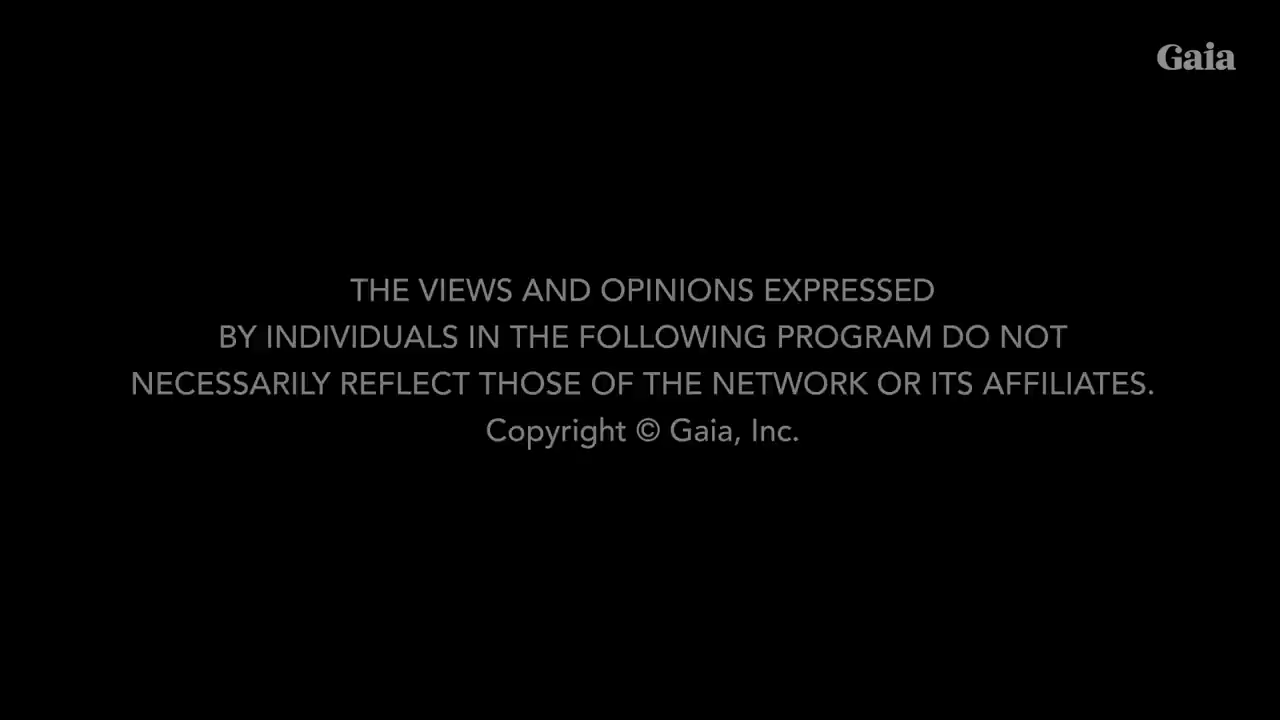 Gaia
THE VIEWS AND OPINIONS EXPRESSED
BY INDIVIDUALS IN THE FOLLOWING PROGRAM DO NOT
NECESSARILY REFLECT THOSE OF THE NETWORK OR ITS AFFILIATES.
Copyright © Gaia, Inc.